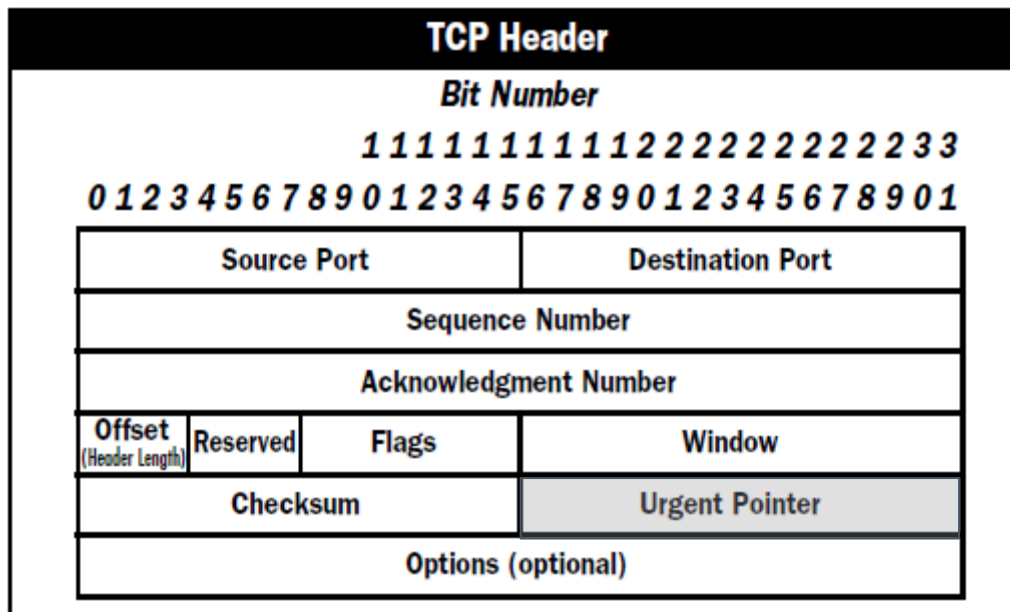 TCP Header
Bit Number
1 1 1 1 1 1 1 1 1 1 2 2 2 2 2 2 2 2 2 2 3 3
0 1 2 3 4 5 6 7 8 9 0 1 2 3 4 5 6 7 8 9 0 1 2 3 4 5 6 7 8 9 0 1
Source Port Destination Port
Sequence Number
Acknowledgment Number
Offset
(Header Length) Reserved Flags Window
Checksum Urgent Pointer
Options (optional)